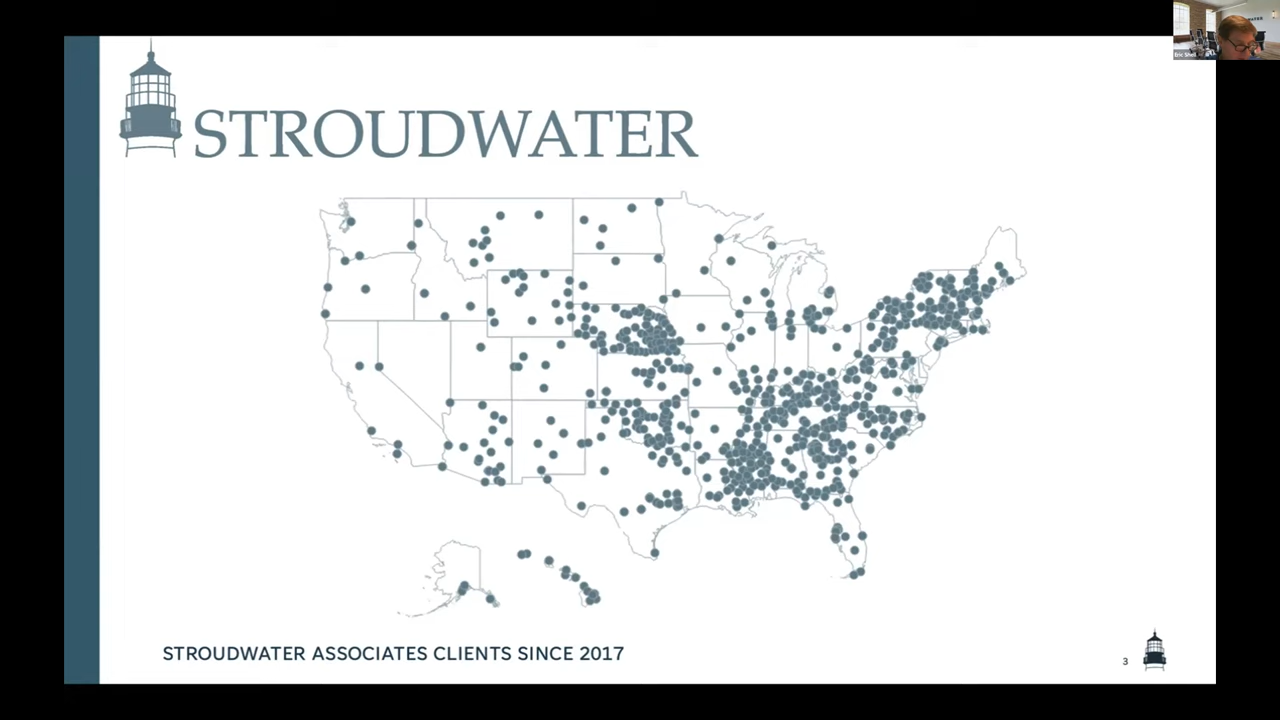 STROUDWATER
STROUDWATER ASSOCIATES CLIENTS SINCE 2017
3